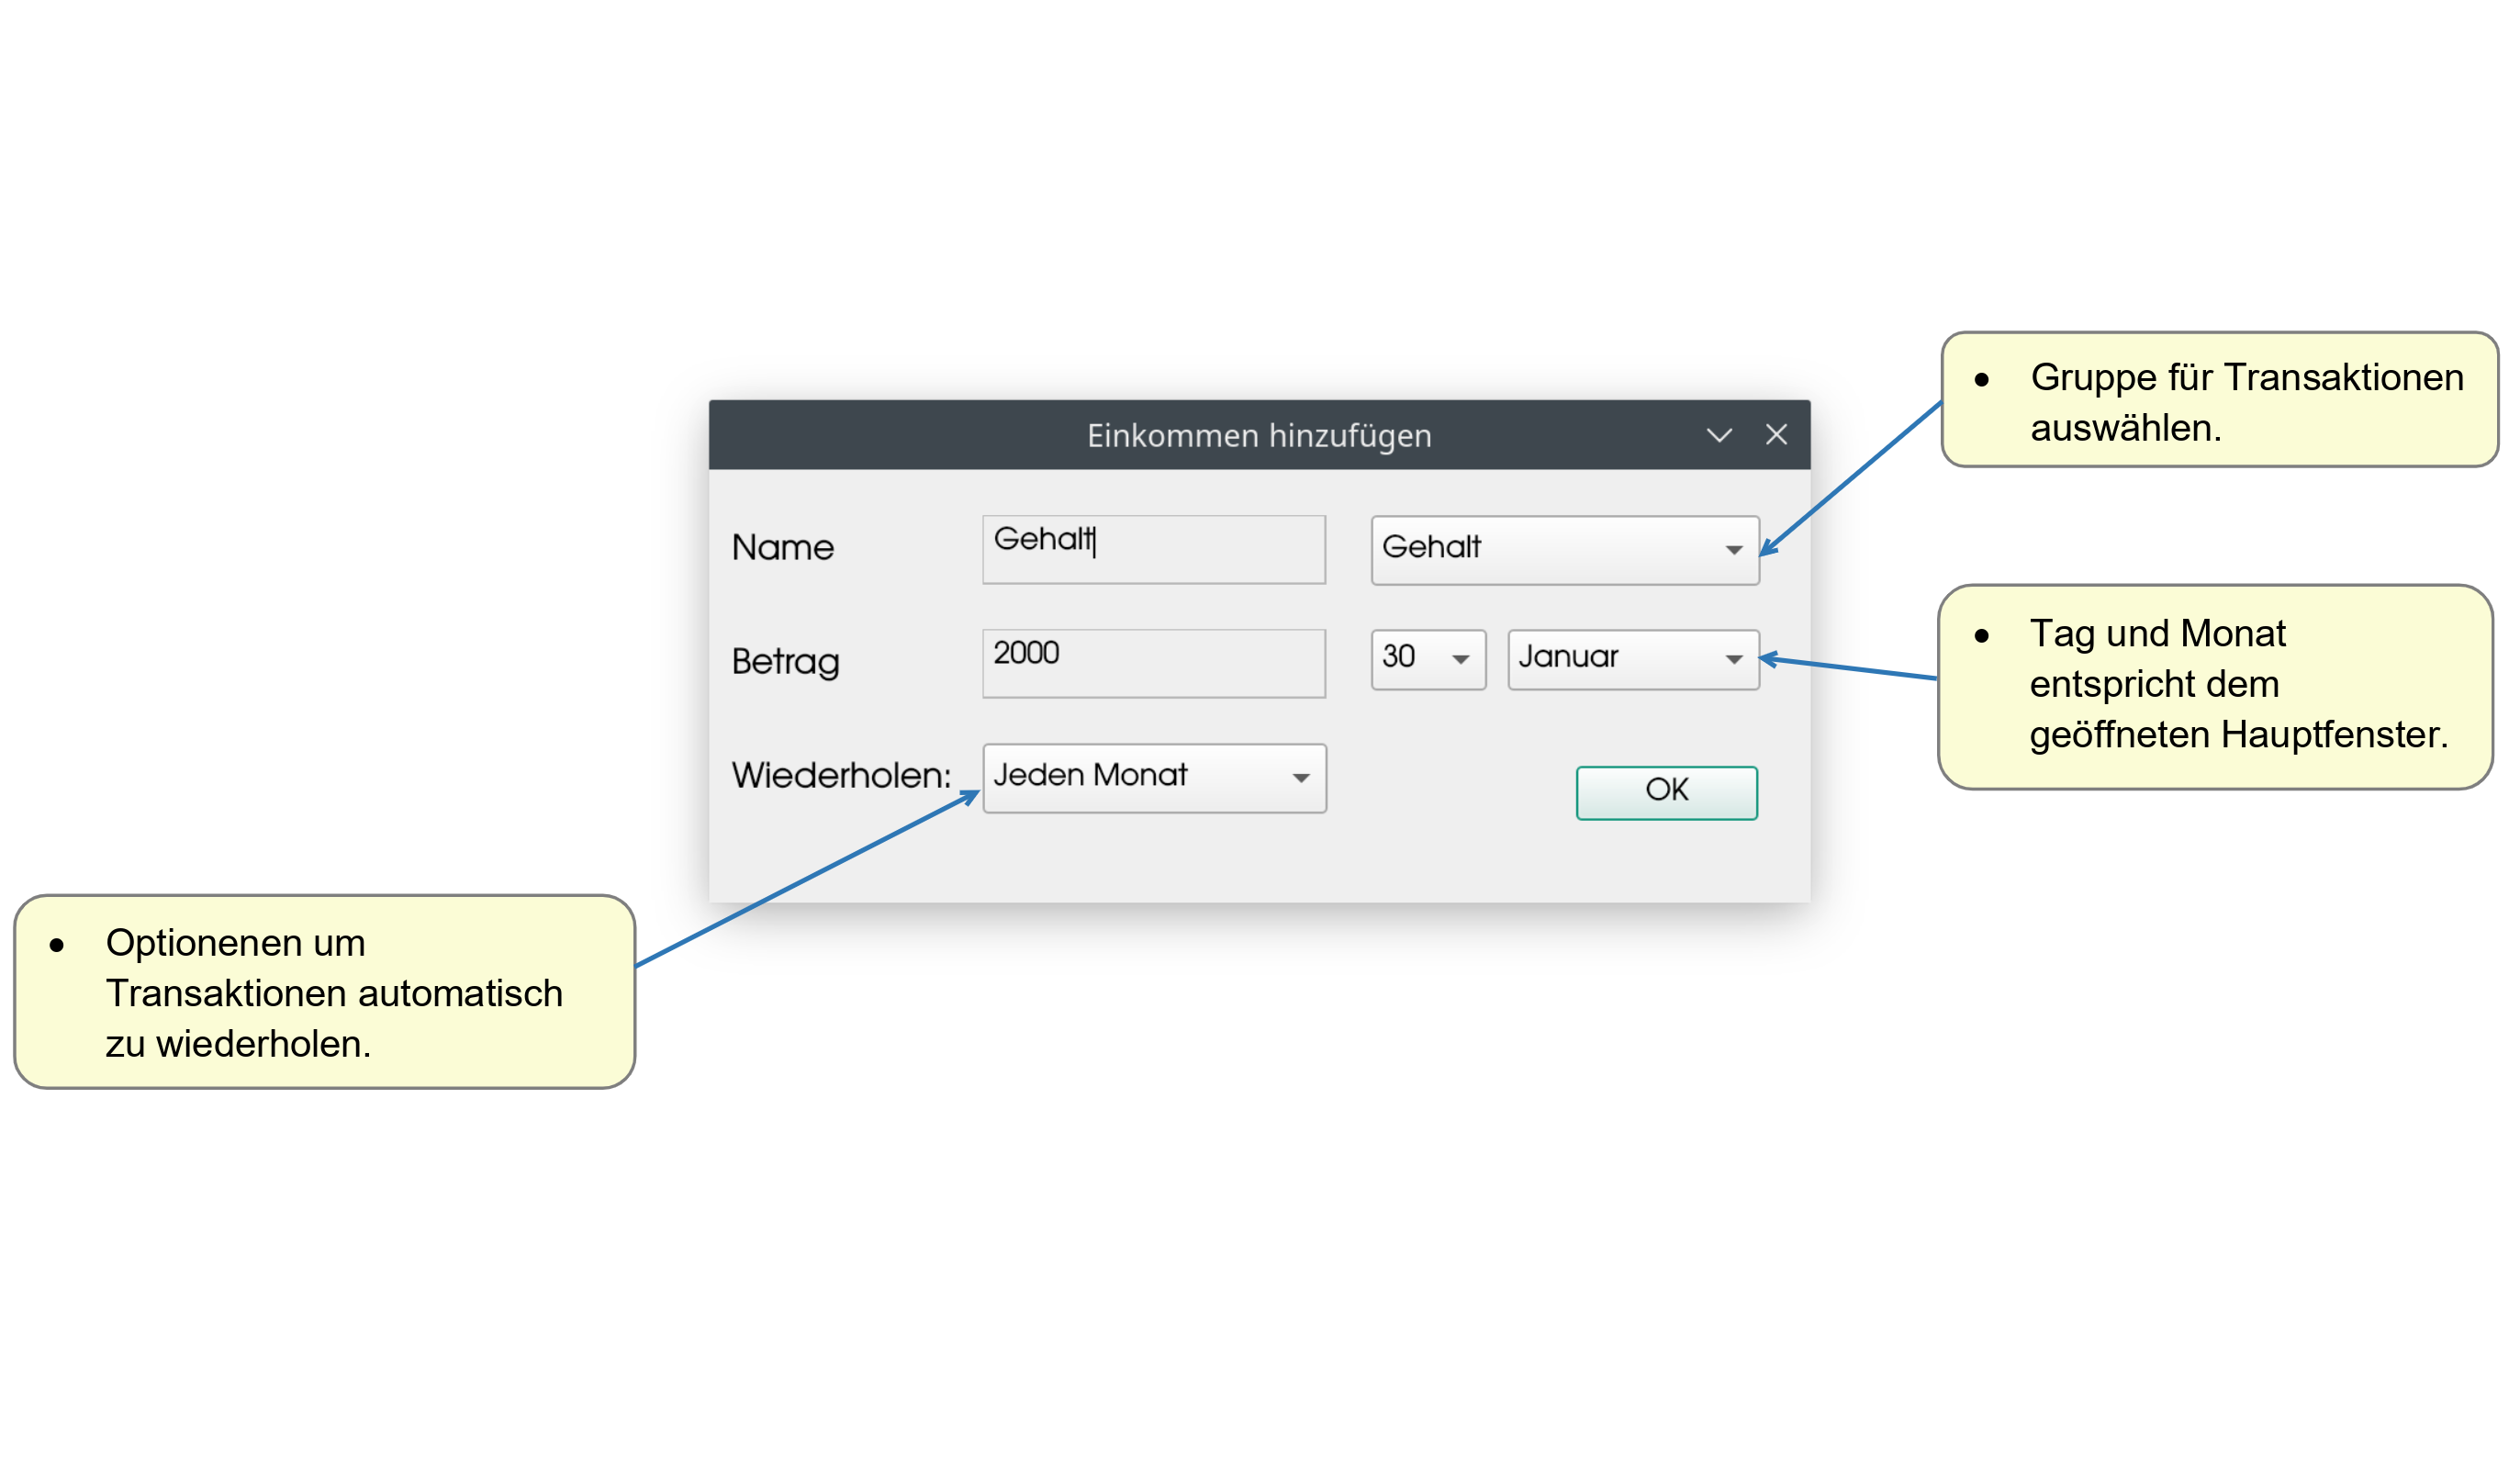 Einkommen hinzufügen
Name
Gehalt
Gehalt
Betrag
2000
30
Januar
Wiederholen:
Jeden Monat
OK
• Gruppe für Transaktionen
auswählen.
• Tag und Monat
entspricht dem
geöffneten Hauptfenster.
• Optionenen um
Transaktionen automatisch
zu wiederholen.